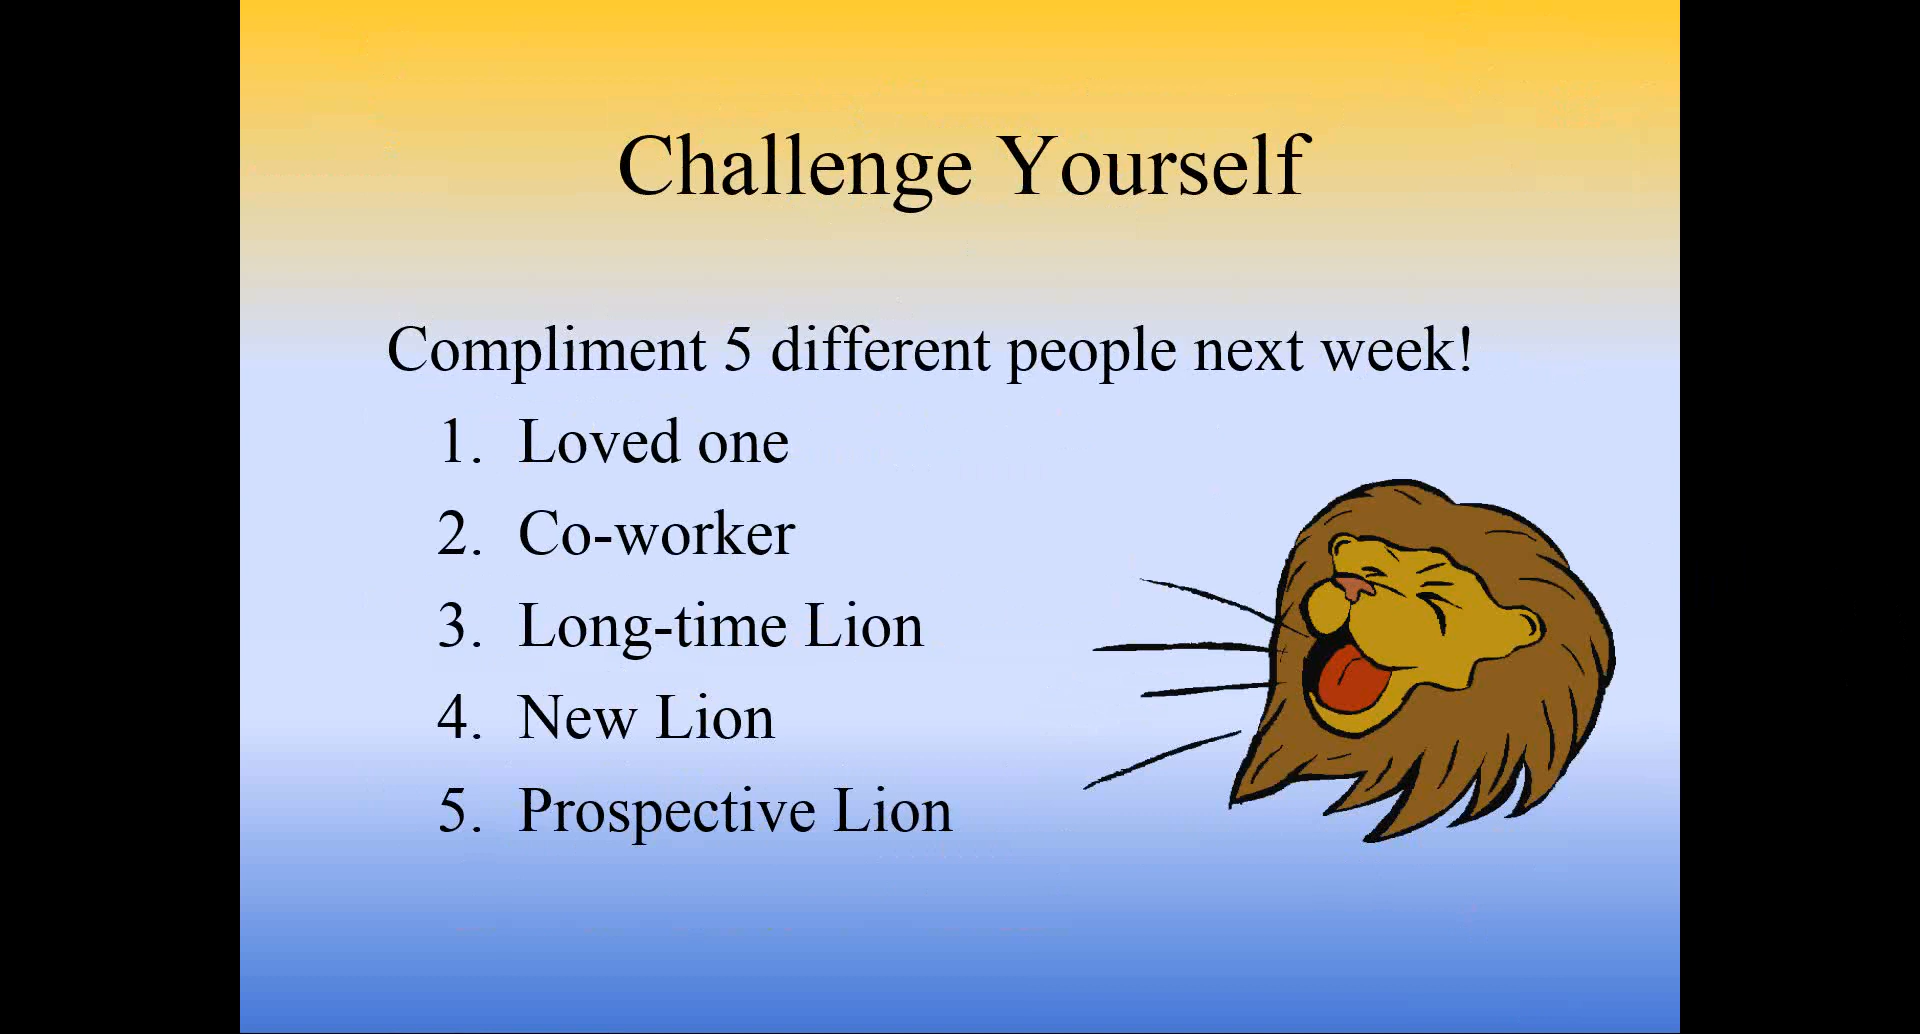 Challenge Yourself
Compliment 5 different people next week!
1. Loved one
2. Co-worker
3. Long-time Lion
4. New Lion
5. Prospective Lion